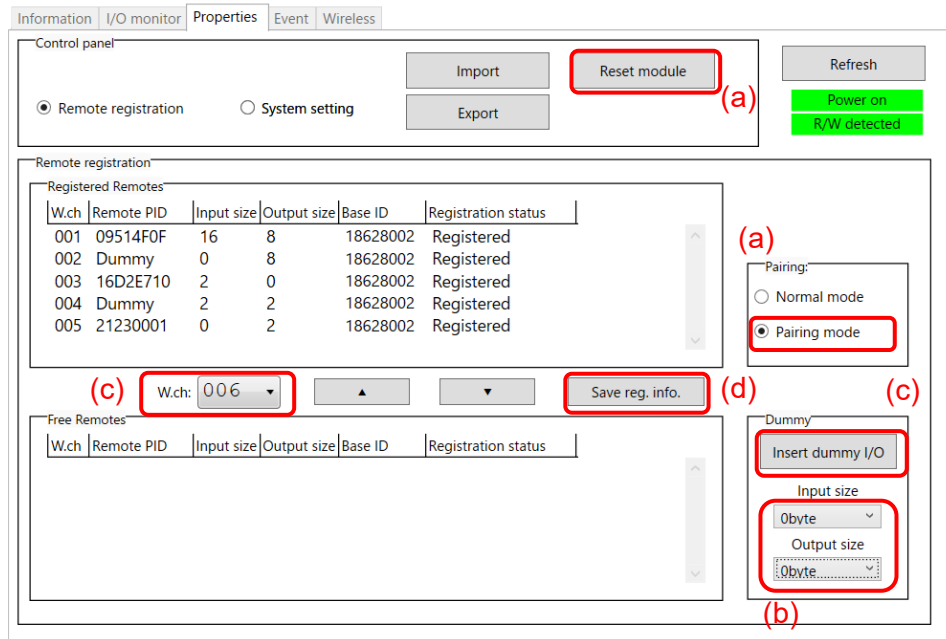 Information I/O monitor Properties Event Wireless
Control panel
Import Reset module Refresh
(a)
Remote registration System setting Export Power on
R/W detected
Remote registration
Registered Remotes
W.ch Remote PID Input size Output size Base ID Registration status
001 09514F0F 16 8 18628002 Registered
002 Dummy 0 8 18628002 Registered
003 16D2E710 2 0 18628002 Registered
004 Dummy 2 2 18628002 Registered
005 21230001 0 2 18628002 Registered
(a)
Pairing:
Normal mode
Pairing mode
(c) W.ch: 006 ▼ ▲ ▼ Save reg. info. (d) (c)
Free Remotes
W.ch Remote PID Input size Output size Base ID Registration status
Dummy
Insert dummy I/O
Input size
0byte
Output size
0byte
(b)